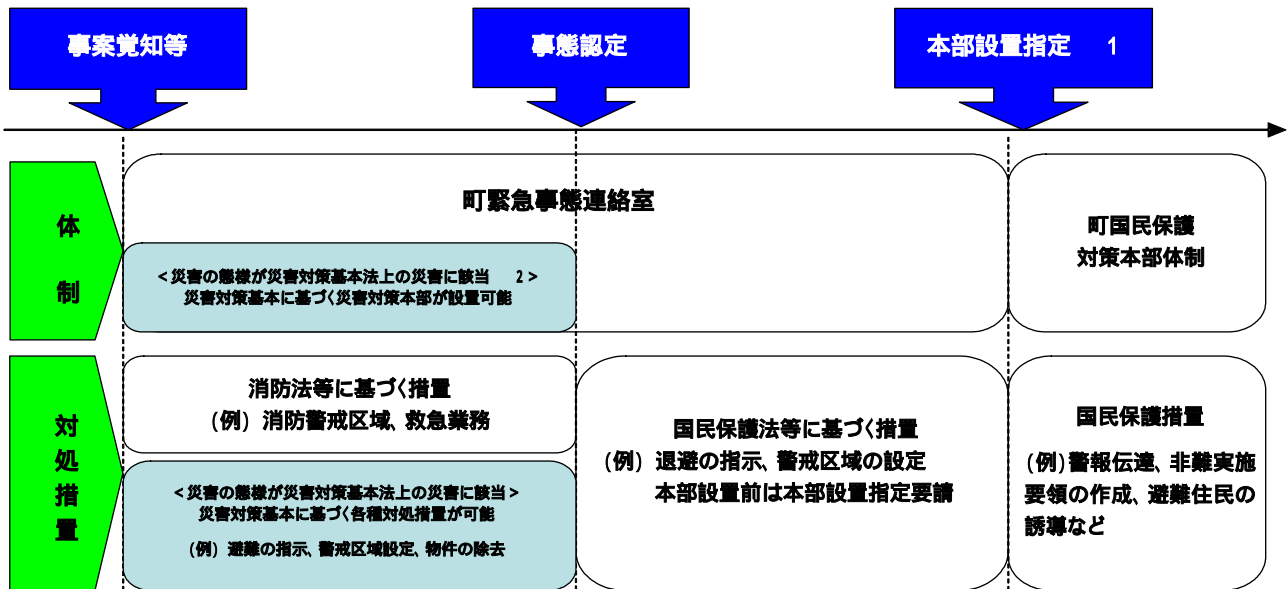 事案覚知等
事態認定
本部設置指定 1
体
制
町緊急事態連絡室
<災害の態様が災害対策基本法上の災害に該当 2>
災害対策基本に基づく災害対策本部が設置可能
町国民保護
対策本部体制
対
処
措
置
消防法等に基づく措置
(例) 消防警戒区域、救急業務
<災害の態様が災害対策基本法上の災害に該当>
災害対策基本に基づく各種対処措置が可能
(例) 避難の指示、警戒区域設定、物件の除去
国民保護法等に基づく措置
(例) 退避の指示、警戒区域の設定
本部設置前は本部設置指定要請
国民保護措置
(例)警報伝達、非難実施
要領の作成、避難住民の
誘導など